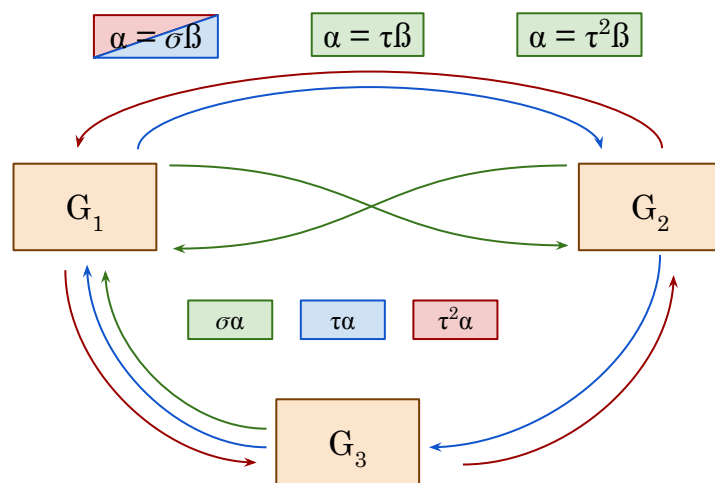 α = σß
α = τß
α = τ²ß
G₁
G₂
σα
τα
τ²α
G₃